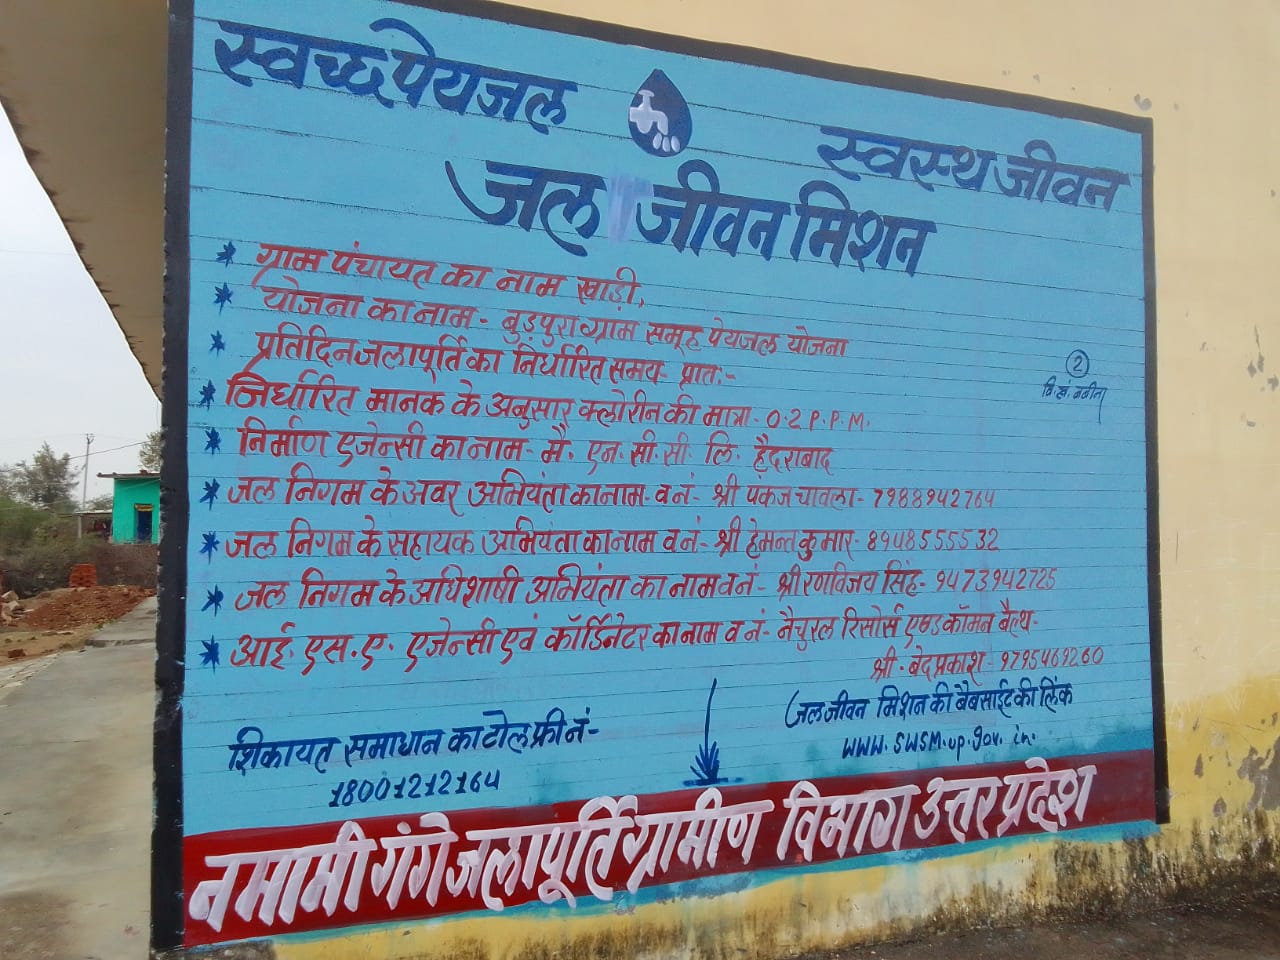 स्वच्छ पेयजल
स्वस्थ जीवन
जल जीवन मिशन
* ग्राम पंचायत का नाम खाड़ी,
* योजना का नाम- बुड़पुरा ग्राम समूह पेयजल योजना
* प्रतिदिन जलापूर्ति का निर्धारित समय- प्रातः-
* निर्धारित मानक के अनुसार क्लोरीन की मात्रा- 0.2 P.P.M.
* निर्माण एजेन्सी का नाम- मै. एन.सी.सी. लि. हैदराबाद
* जल निगम के अवर अभियंता का नाम- व नं- श्री पंकज चावला- 7988942764
* जल निगम के सहायक अभियंता का नाम व नं- श्री हेमन्त कुमार- 8948555532
* जल निगम के अधिशाषी अभियंता का नाम व नं- श्री रणविजय सिंह- 9473942725
* आई. एस. ए. एजेन्सी एवं कॉर्डिनेटर का नाम व नं- नैचुरल रिसोर्स एण्ड कॉमन वैल्थ-
श्री. बेदप्रकाश- 9795469260
2
वि.खं.
शिकायत समाधान का टोल फ्री नं-
18001212164
जल जीवन मिशन की बैबसाईट की लिंक
www.swsm.up.gov.in.
नमामी गंगे जलापूर्ति ग्रामीण विभाग उत्तर प्रदेश